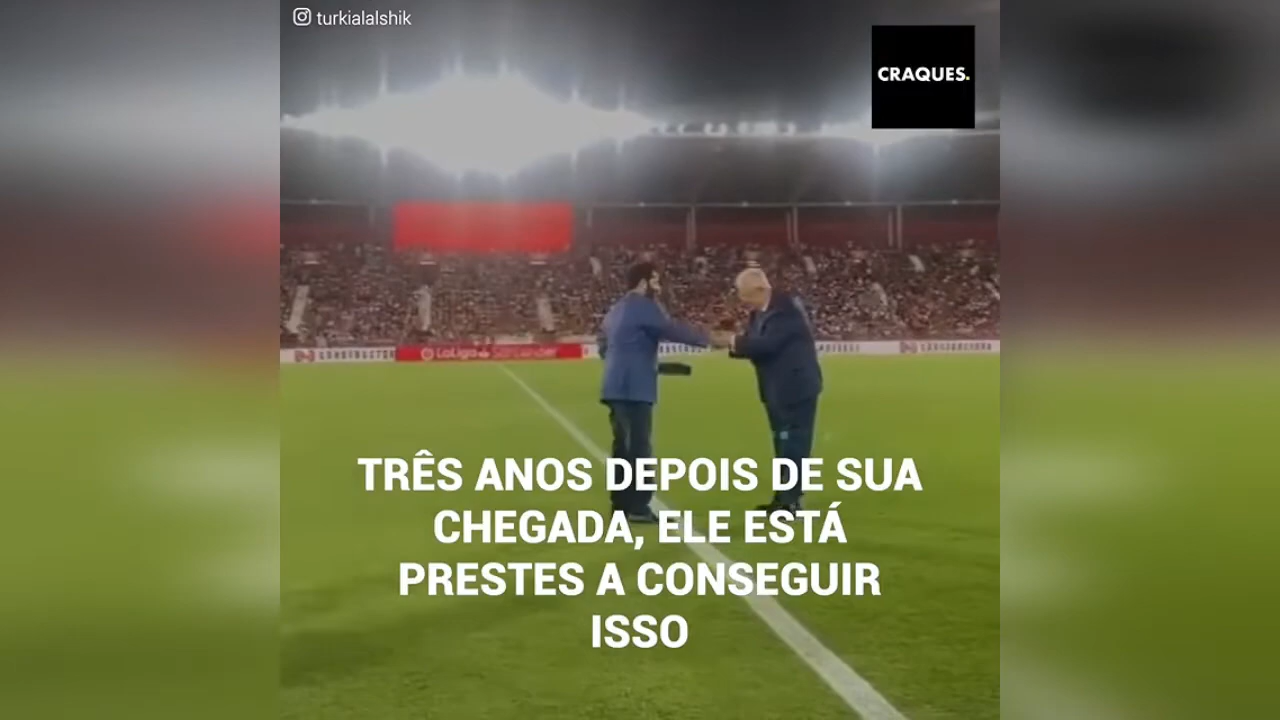 turkialalshik
CRAQUES.
LaLiga Santander
TRÊS ANOS DEPOIS DE SUA
CHEGADA, ELE ESTÁ
PRESTES A CONSEGUIR
ISSO